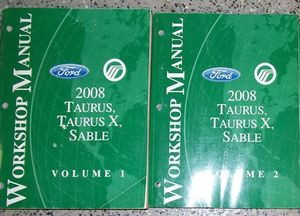 WORKSHOP MANUAL
Ford
2008
TAURUS,
TAURUS X,
SABLE
VOLUME 1
WORKSHOP MANUAL
Ford
2008
TAURUS,
TAURUS X,
SABLE
VOLUME 2